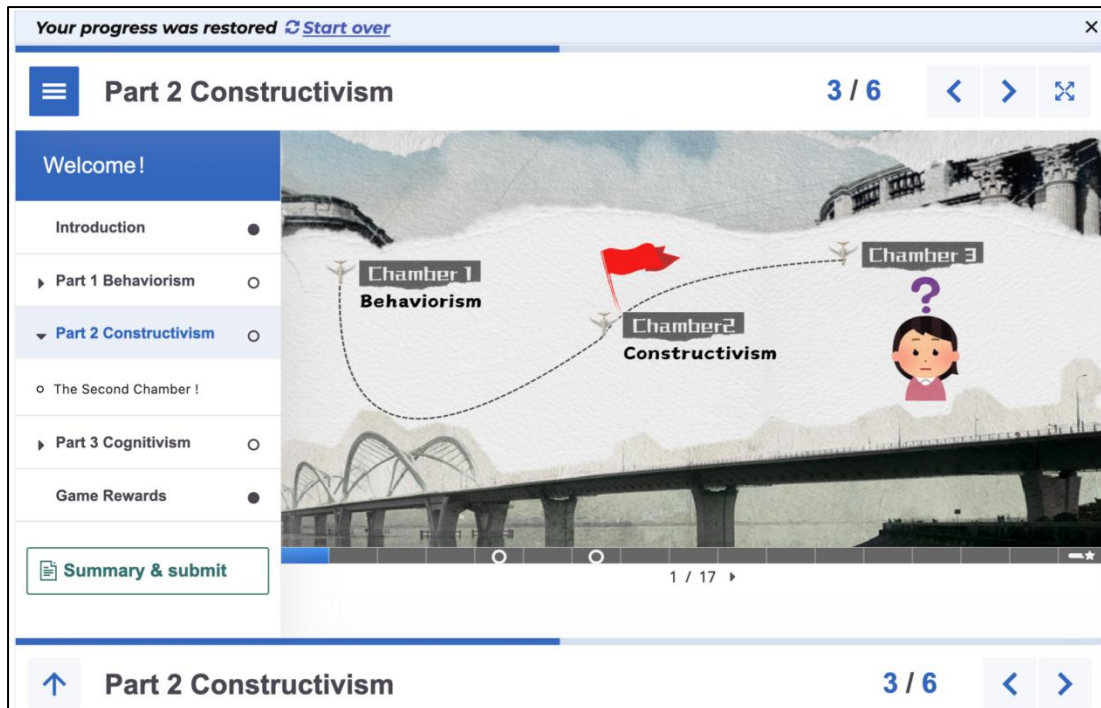 Your progress was restored Start over ×
Part 2 Constructivism 3 / 6
Welcome!
Introduction
Part 1 Behaviorism
Part 2 Constructivism
The Second Chamber !
Part 3 Cognitivism
Game Rewards
Summary & submit
Chamber 1
Behaviorism
Chamber2
Constructivism
Chamber 3
?
1 / 17
Part 2 Constructivism 3 / 6